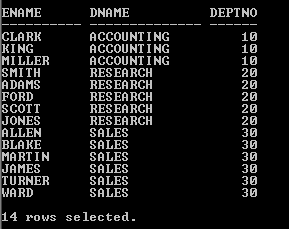 ENAME DNAME DEPTNO
---------- -------------- ----------
CLARK ACCOUNTING 10
KING ACCOUNTING 10
MILLER ACCOUNTING 10
SMITH RESEARCH 20
ADAMS RESEARCH 20
FORD RESEARCH 20
SCOTT RESEARCH 20
JONES RESEARCH 20
ALLEN SALES 30
BLAKE SALES 30
MARTIN SALES 30
JAMES SALES 30
TURNER SALES 30
WARD SALES 30
14 rows selected.